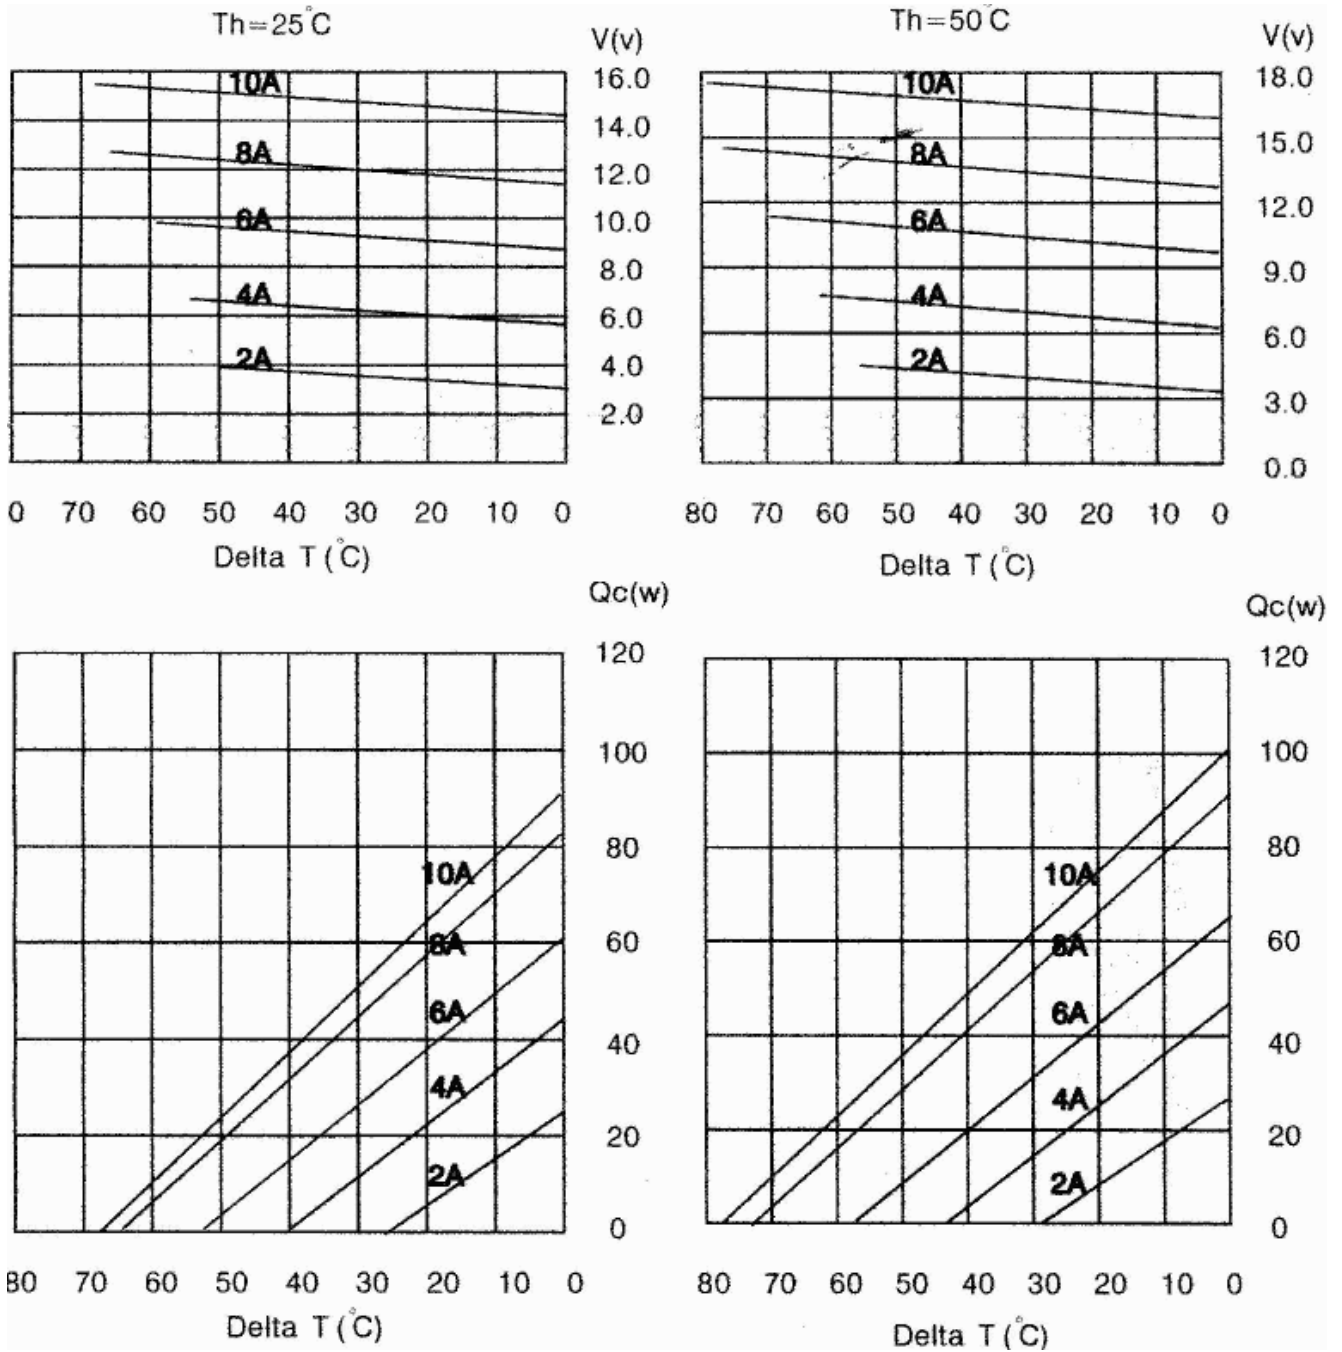 Th=25°C
V(v)
10A
16.0
14.0
8A
12.0
6A
10.0
8.0
4A
6.0
2A
4.0
2.0
0 70 60 50 40 30 20 10 0
Delta T (°C)
Th=50°C
V(v)
10A
18.0
15.0
8A
12.0
6A
9.0
4A
6.0
2A
3.0
0.0
80 70 60 50 40 30 20 10 0
Delta T (°C)
Qc(w)
120
100
80
10A
60
8A
6A
40
4A
20
2A
0
80 70 60 50 40 30 20 10 0
Delta T (°C)
Qc(w)
120
100
80
10A
60
8A
6A
40
4A
20
2A
0
80 70 60 50 40 30 20 10 0
Delta T (°C)